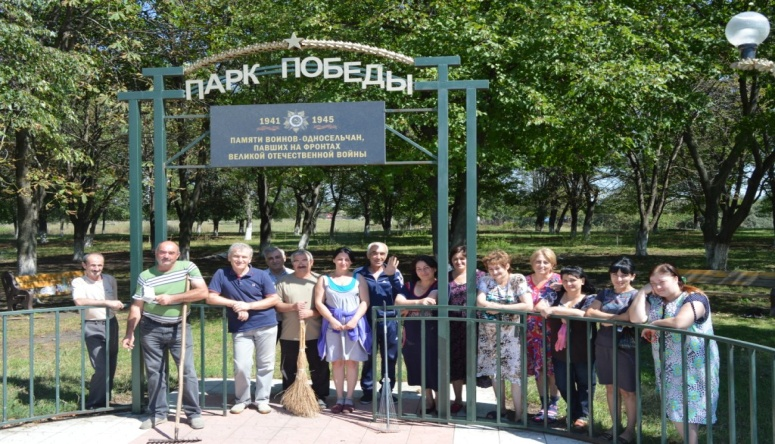 ПАРК ПОБЕДЫ
1941 1945
ПАМЯТИ ВОИНОВ-ОДНОСЕЛЬЧАН,
ПАВШИХ НА ФРОНТАХ
ВЕЛИКОЙ ОТЕЧЕСТВЕННОЙ ВОЙНЫ